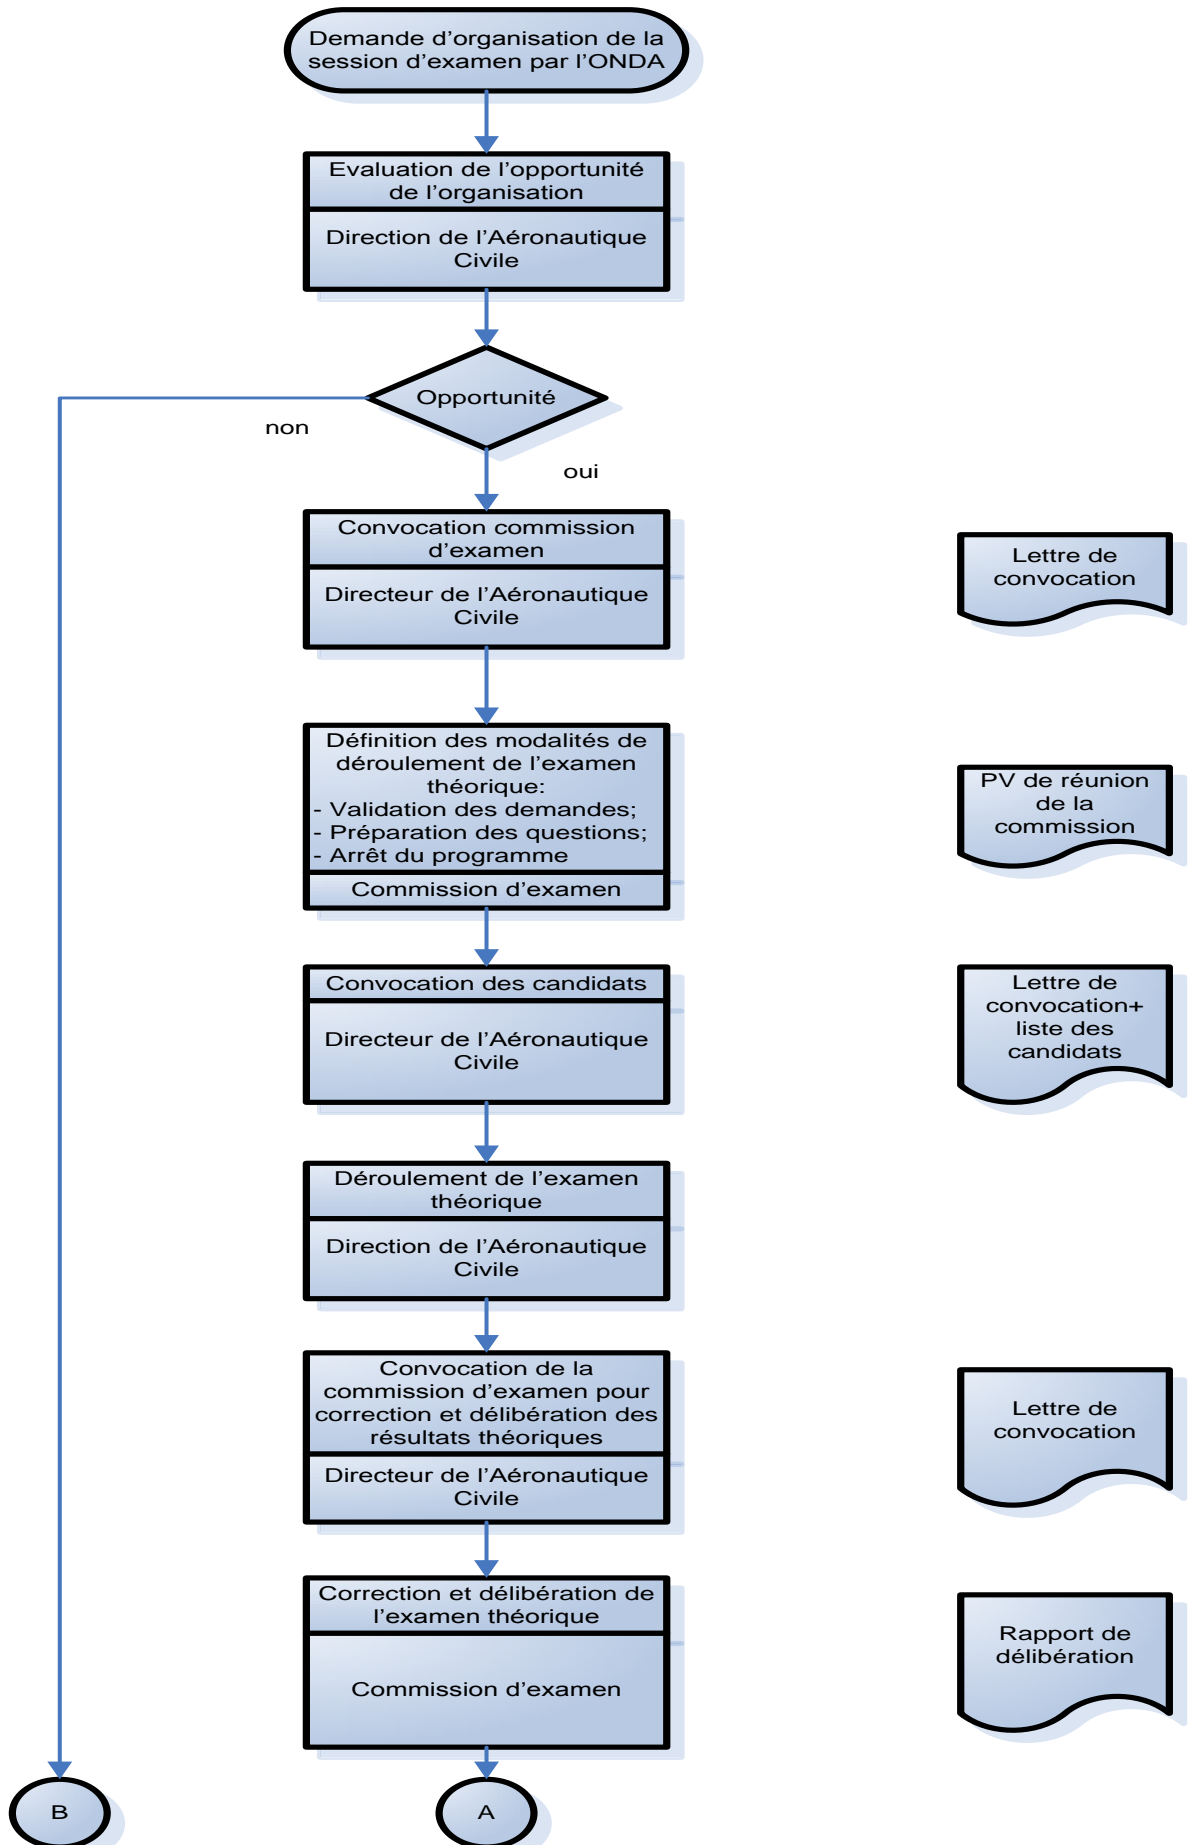 Demande d’organisation de la
session d’examen par l’ONDA
Evaluation de l’opportunité
de l’organisation
Direction de l’Aéronautique
Civile
Opportunité
non
oui
Convocation commission
d’examen
Directeur de l’Aéronautique
Civile
Lettre de
convocation
Définition des modalités de
déroulement de l’examen
théorique:
- Validation des demandes;
- Préparation des questions;
- Arrêt du programme
Commission d’examen
PV de réunion
de la
commission
Convocation des candidats
Directeur de l’Aéronautique
Civile
Lettre de
convocation+
liste des
candidats
Déroulement de l’examen
théorique
Direction de l’Aéronautique
Civile
Convocation de la
commission d’examen pour
correction et délibération des
résultats théoriques
Directeur de l’Aéronautique
Civile
Lettre de
convocation
Correction et délibération de
l’examen théorique
Commission d’examen
Rapport de
délibération
B
A